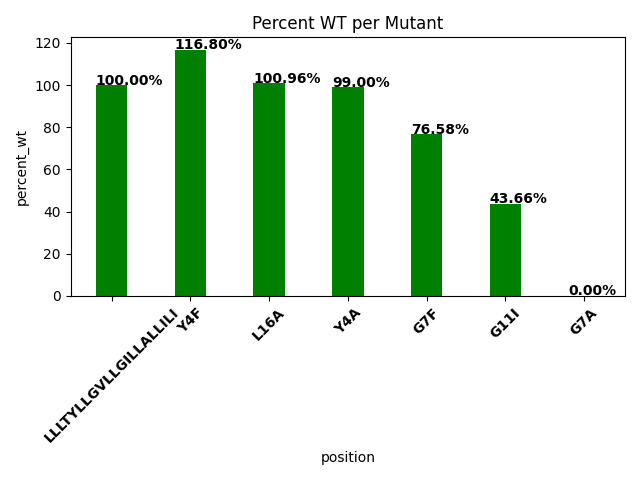 Percent WT per Mutant
percent_wt
120
100
80
60
40
20
0
100.00%
116.80%
100.96%
99.00%
76.58%
43.66%
0.00%
LLLTYLLGVLLGILLALLILI
Y4F
L16A
Y4A
G7F
G11I
G7A
position